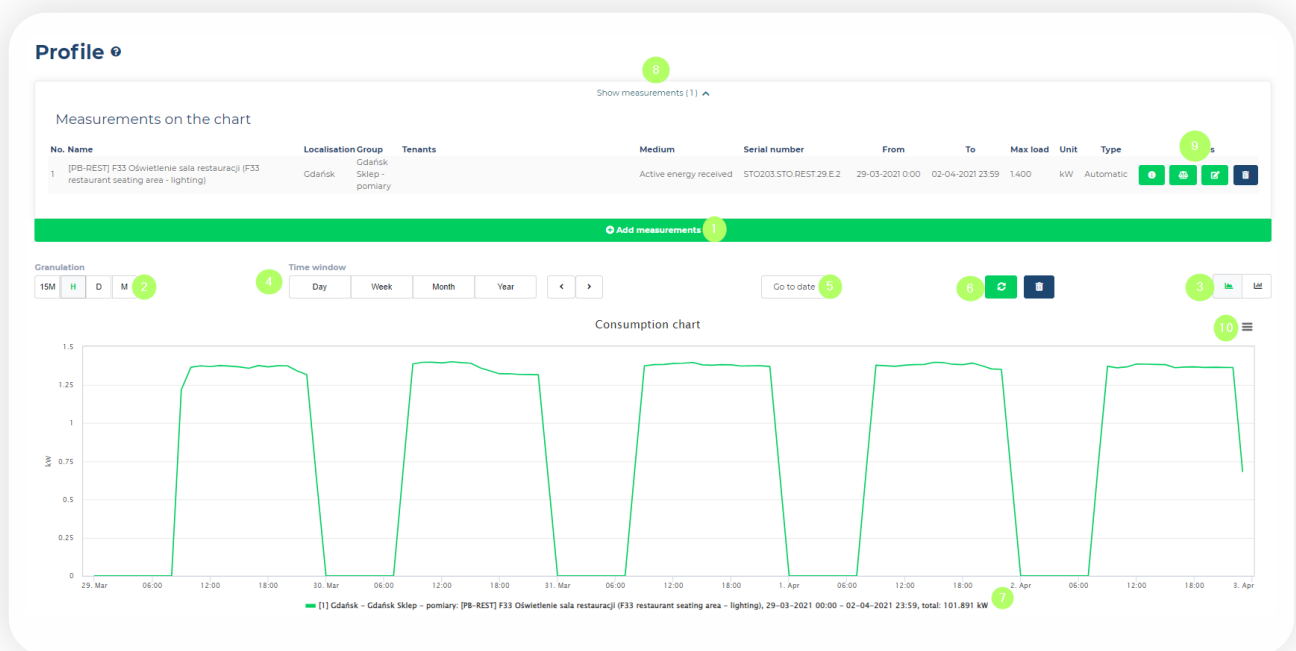 Profile ?
8
Show measurements (1)
Measurements on the chart
No. Name Localisation Group Tenants Medium Serial number From To Max load Unit Type 9 s
1 [PB-REST] F33 Oświetlenie sala restauracji (F33 restaurant seating area - lighting) Gdańsk Gdańsk Sklep - pomiary Active energy received STO203.STO.REST.29.E.2 29-03-2021 0:00 02-04-2021 23:59 1.400 kW Automatic
Add measurements 1
Granulation Time window
15M H D M 2 4 Day Week Month Year < > Go to date 5 6 3
Consumption chart 10
1.5
1.25
1
0.75
kW
0.5
0.25
0
29. Mar 06:00 12:00 18:00 30. Mar 06:00 12:00 18:00 31. Mar 06:00 12:00 18:00 1. Apr 06:00 12:00 18:00 2. Apr 06:00 12:00 18:00 3. Apr
[1] Gdańsk - Gdańsk Sklep - pomiary: [PB-REST] F33 Oświetlenie sala restauracji (F33 restaurant seating area - lighting), 29-03-2021 00:00 - 02-04-2021 23:59, total: 101.891 kW 7